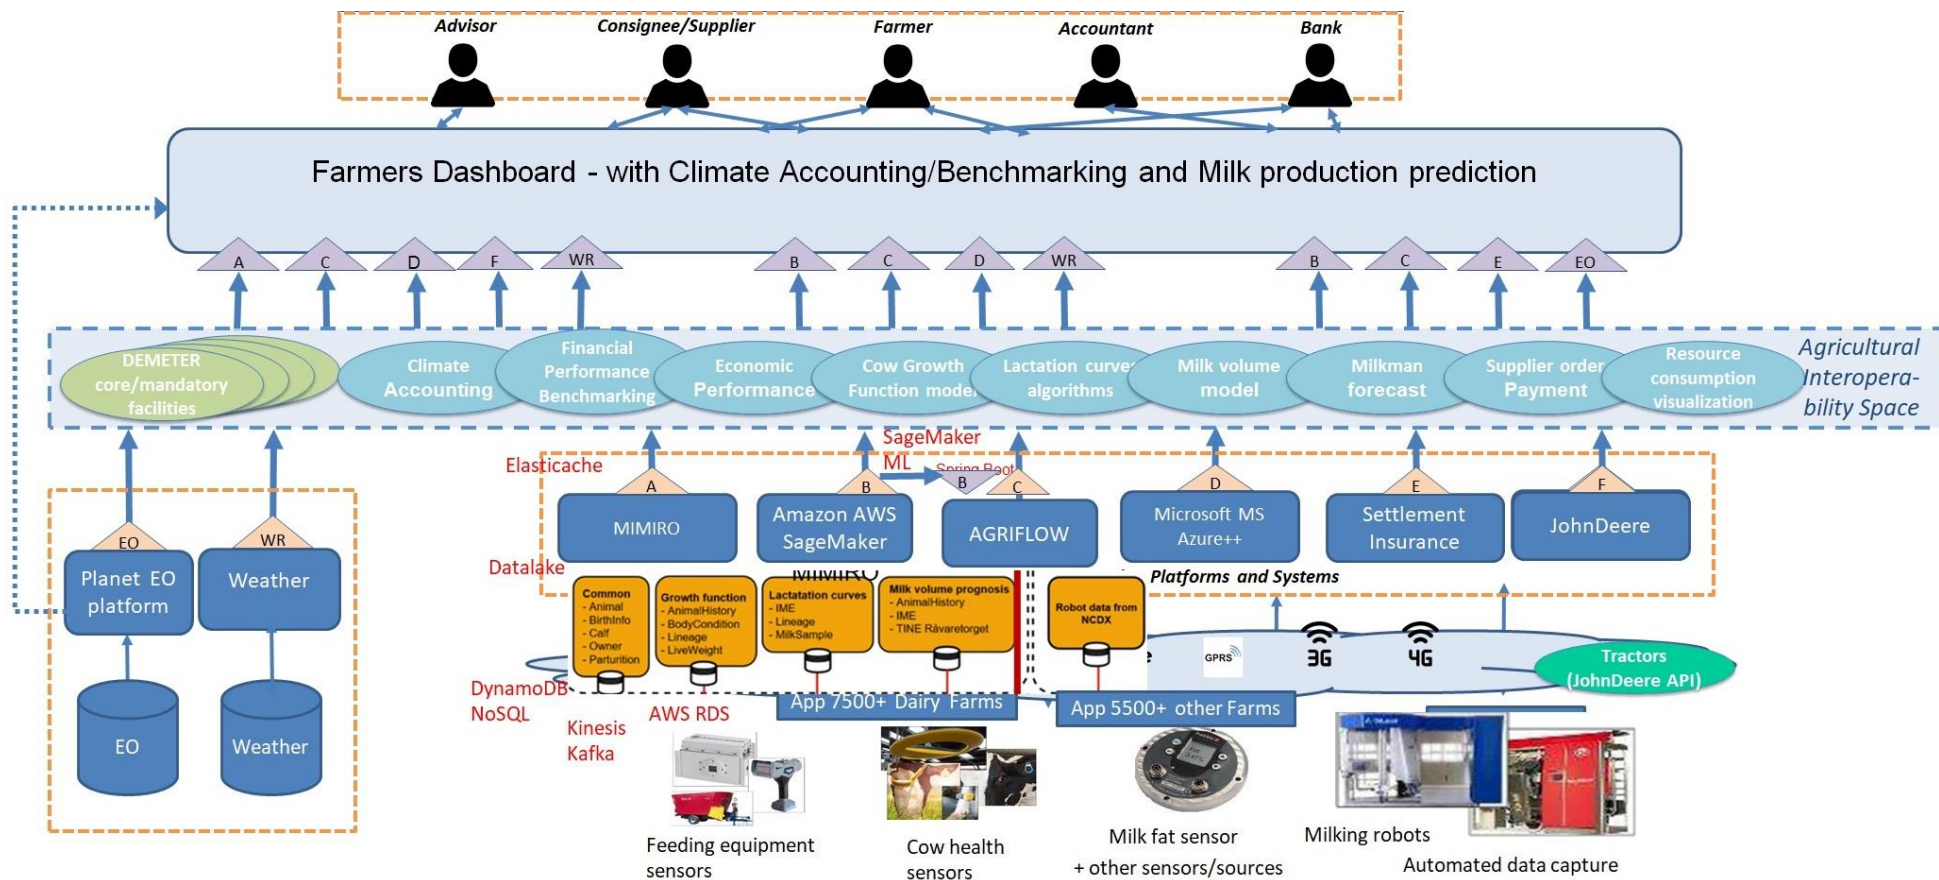 Advisor
Consignee/Supplier
Farmer
Accountant
Bank
Farmers Dashboard - with Climate Accounting/Benchmarking and Milk production prediction
A
C
D
F
WR
B
C
D
WR
B
C
E
EO
DEMETER
core/mandatory
facilities
Climate
Accounting
Financial
Performance
Benchmarking
Economic
Performance
Cow Growth
Function model
Lactation curves
algorithms
Milk volume
model
Milkman
forecast
Supplier order
Payment
Resource
consumption
visualization
Agricultural
Interopera-
bility Space
Elasticache
SageMaker
ML
Spring Boot
A
B
B
C
D
E
F
MIMIRO
Amazon AWS
SageMaker
AGRIFLOW
Microsoft MS
Azure++
Settlement
Insurance
JohnDeere
EO
WR
Planet EO
platform
Weather
EO
Weather
Datalake
MIMIRO
Platforms and Systems
Common
- Animal
- BirthInfo
- Calf
- Owner
- Parturition
Growth function
- AnimalHistory
- BodyCondition
- Lineage
- LiveWeight
Lactatation curves
- IME
- Lineage
- MilkSample
Milk volume prognosis
- AnimalHistory
- IME
- TINE Råvaretorget
Robot data from
NCDX
e
GPRS
3G
4G
Tractors
(JohnDeere API)
DynamoDB
NoSQL
Kinesis
Kafka
AWS RDS
App 7500+ Dairy Farms
App 5500+ other Farms
Feeding equipment
sensors
Cow health
sensors
Milk fat sensor
+ other sensors/sources
Milking robots
Automated data capture